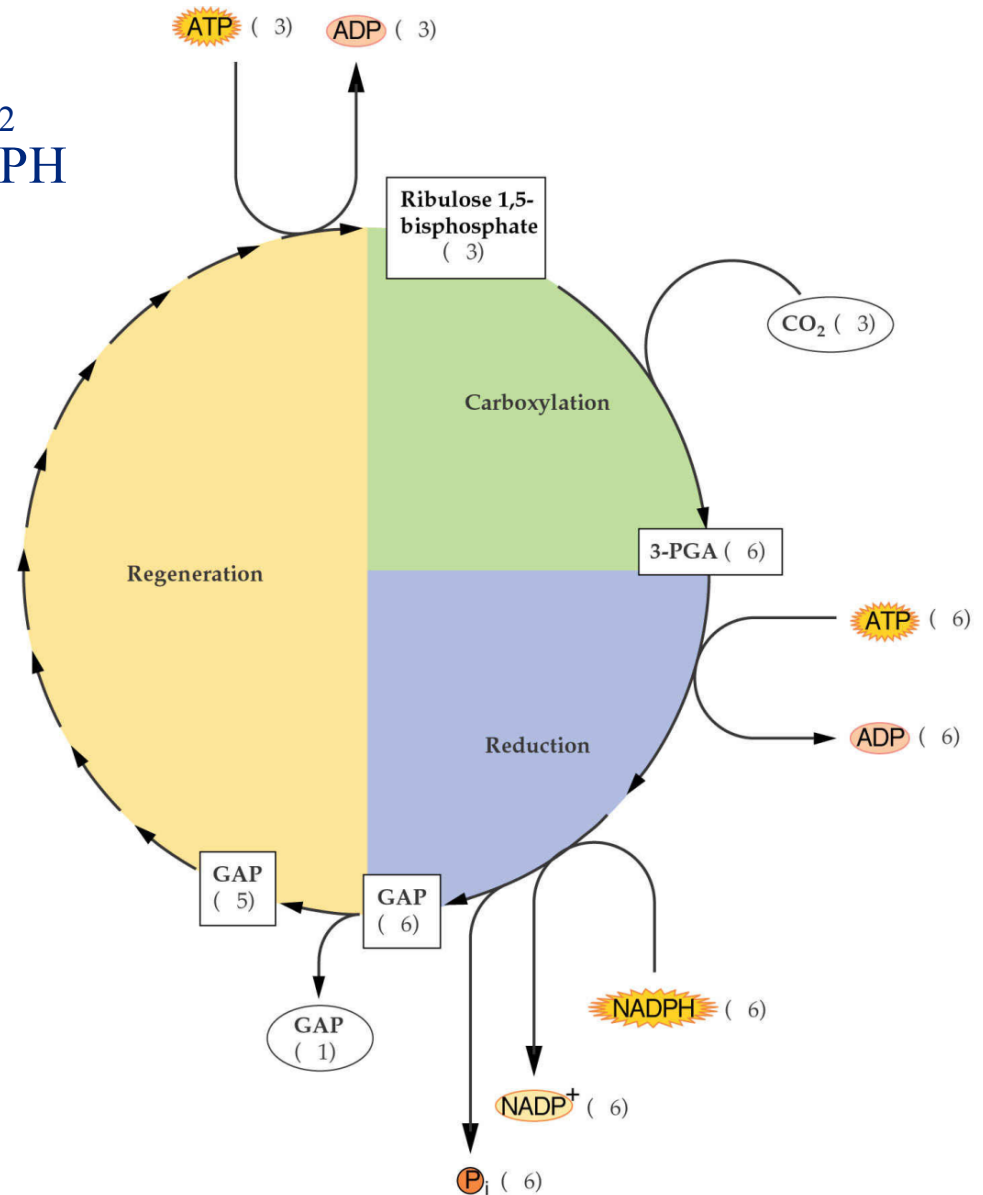 ATP ( 3) ADP ( 3)
2
PH
Ribulose 1,5-
bisphosphate
( 3)
CO₂ ( 3)
Carboxylation
3-PGA ( 6)
Regeneration
ATP ( 6)
ADP ( 6)
Reduction
GAP
( 5)
GAP
( 6)
GAP
( 1)
NADPH ( 6)
NADP⁺ ( 6)
Pᵢ ( 6)